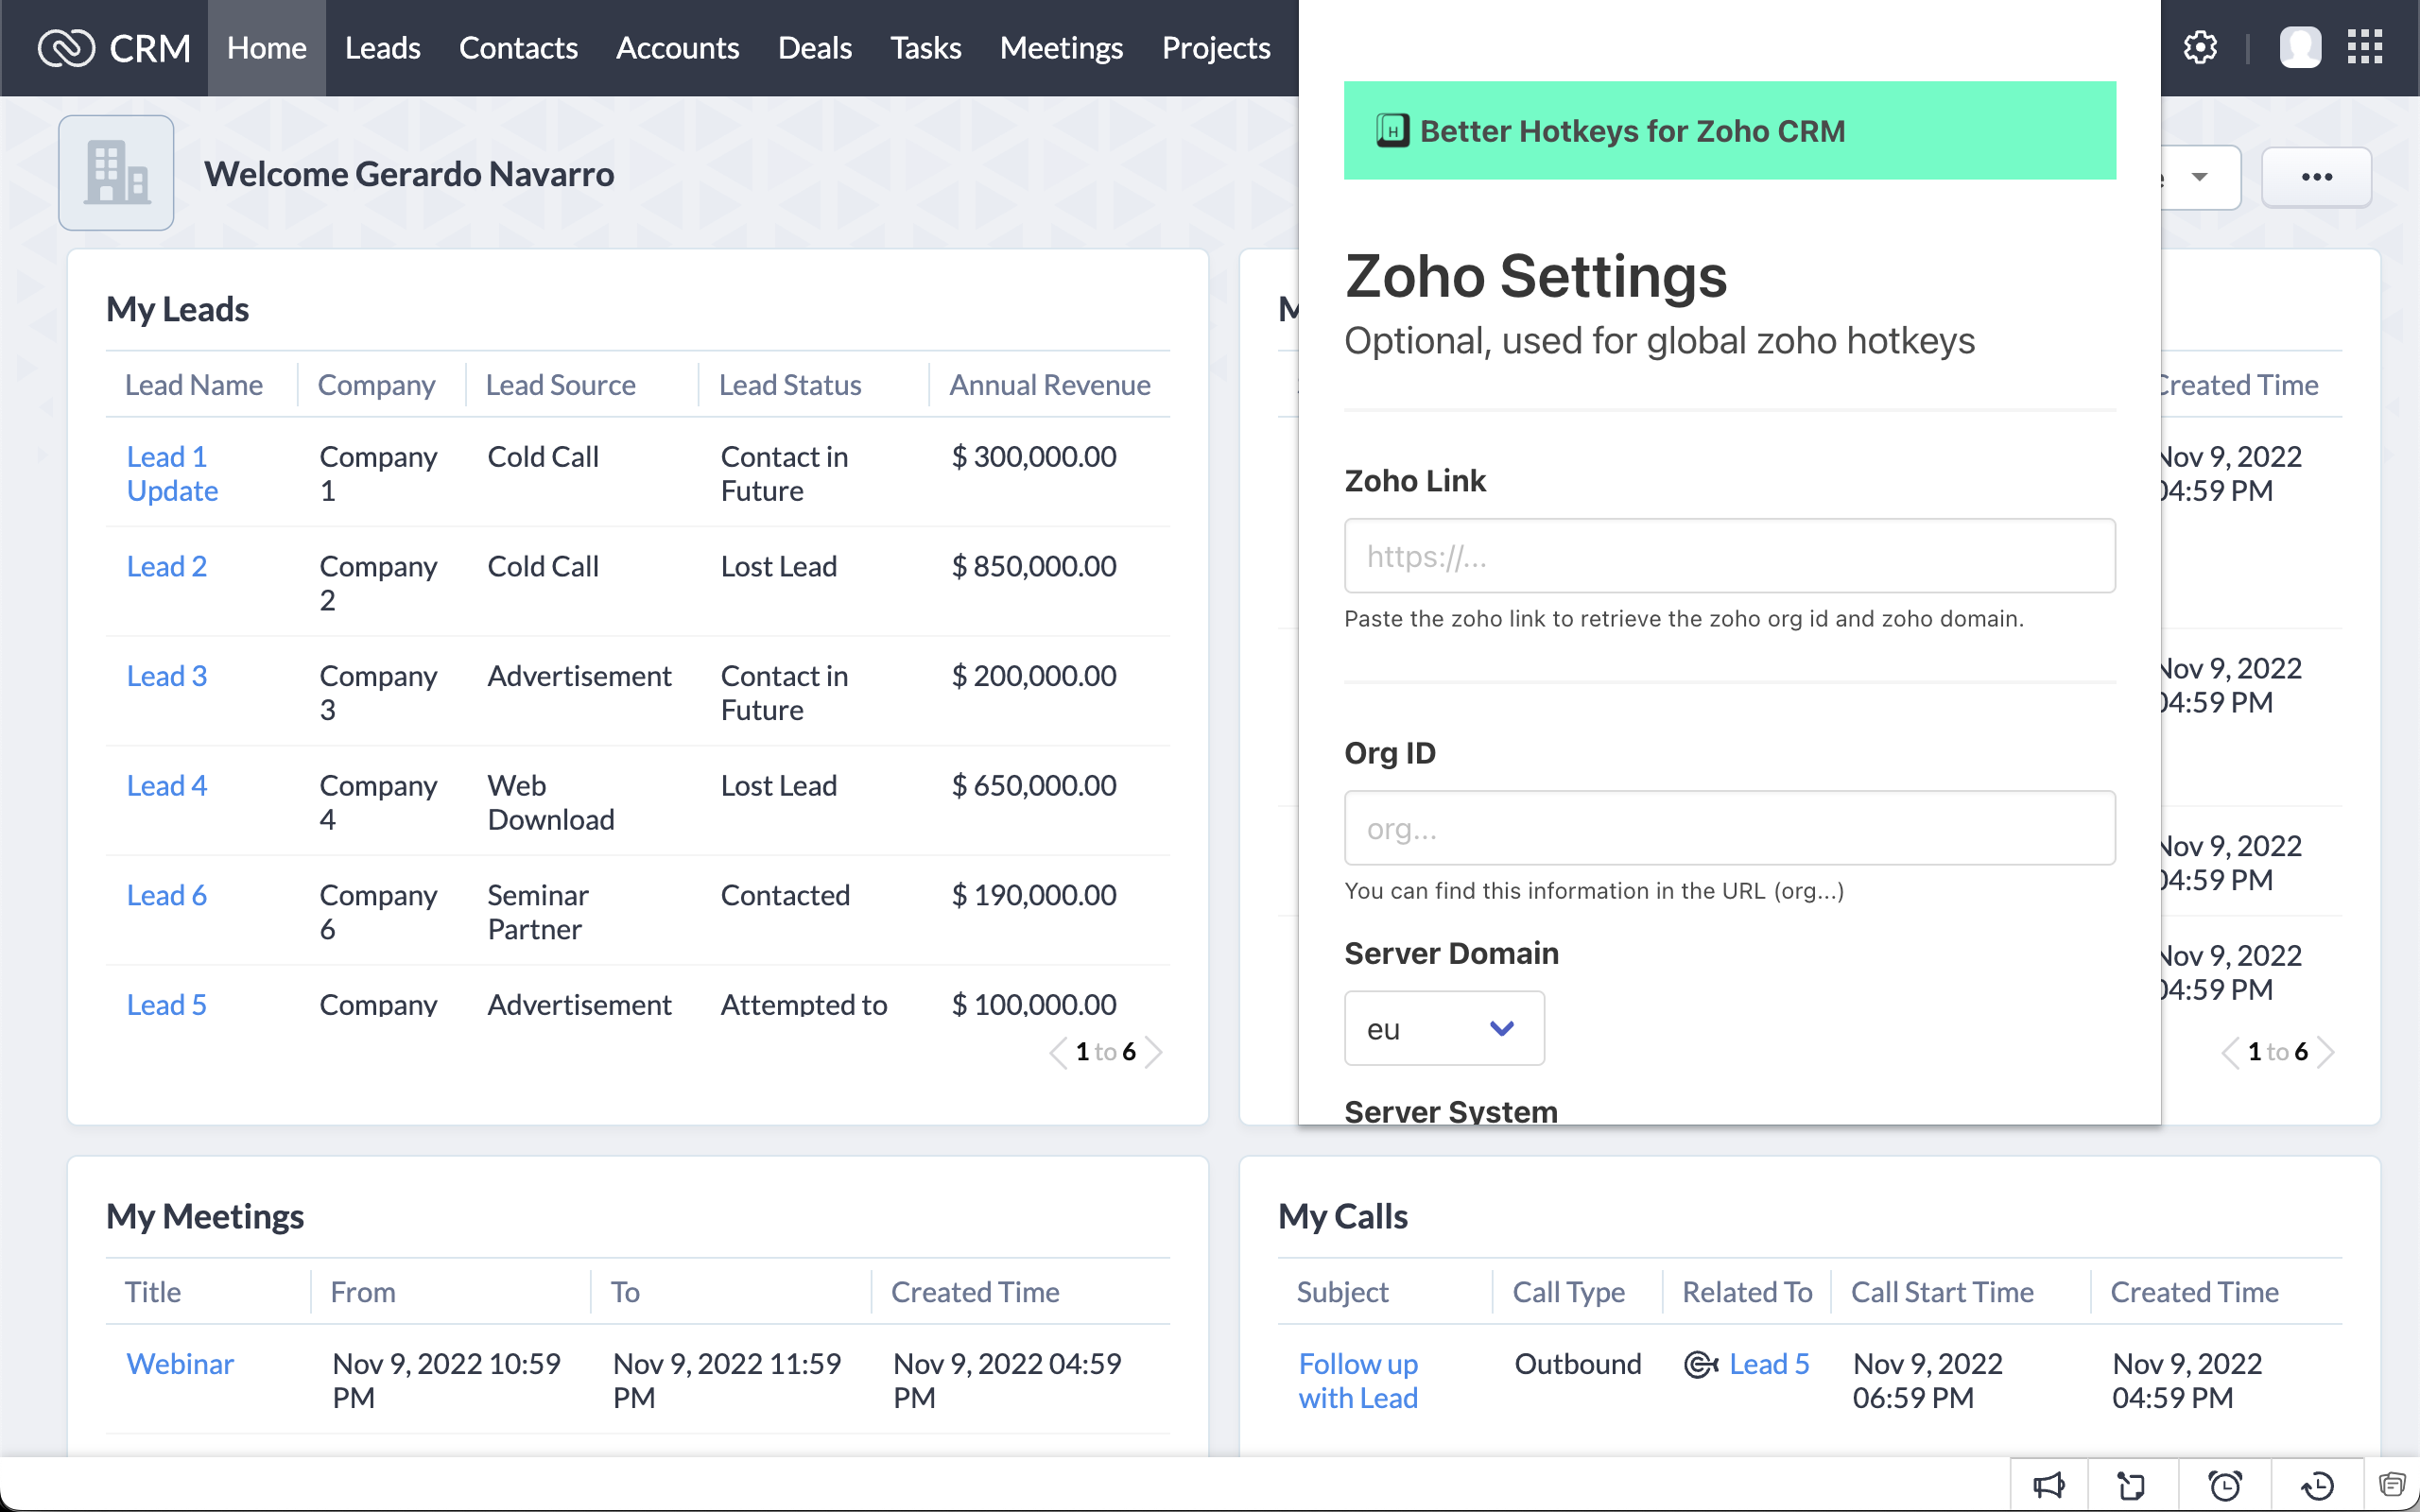 CRM Home Leads Contacts Accounts Deals Tasks Meetings Projects
Better Hotkeys for Zoho CRM
Welcome Gerardo Navarro
Zoho Settings
Optional, used for global zoho hotkeys
Zoho Link
https://...
Paste the zoho link to retrieve the zoho org id and zoho domain.
Org ID
org...
You can find this information in the URL (org...)
Server Domain
eu
Server System
My Leads
Lead Name Company Lead Source Lead Status Annual Revenue
Lead 1 Company Cold Call Contact in $ 300,000.00
Update 1 Future
Lead 2 Company Cold Call Lost Lead $ 850,000.00
2
Lead 3 Company Advertisement Contact in $ 200,000.00
3 Future
Lead 4 Company Web Lost Lead $ 650,000.00
4 Download
Lead 6 Company Seminar Contacted $ 190,000.00
6 Partner
Lead 5 Company Advertisement Attempted to $ 100,000.00
1 to 6
Created Time
Nov 9, 2022
04:59 PM
Nov 9, 2022
04:59 PM
Nov 9, 2022
04:59 PM
Nov 9, 2022
04:59 PM
1 to 6
My Meetings
Title From To Created Time
Webinar Nov 9, 2022 10:59 Nov 9, 2022 11:59 Nov 9, 2022 04:59
PM PM PM
My Calls
Subject Call Type Related To Call Start Time Created Time
Follow up Outbound Lead 5 Nov 9, 2022 Nov 9, 2022
with Lead 06:59 PM 04:59 PM